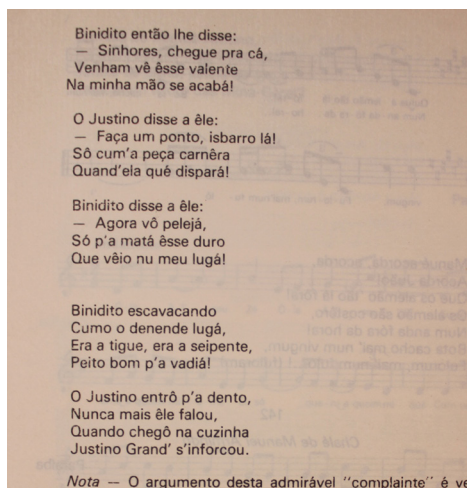 Binidito então lhe disse:
— Sinhores, chegue pra cá,
Venham vê êsse valente
Na minha mão se acabá!
O Justino disse a êle:
— Faça um ponto, isbarro lá!
Sô cum'a peça carnêra
Quand'ela qué dispará!
Binidito disse a êle:
— Agora vô pelejá,
Só p'a matá êsse duro
Que vêio nu meu lugá!
Binidito escavacando
Cumo o denende lugá,
Era a tigue, era a seipente,
Peito bom p'a vadiá!
O Justino entrô p'a dento,
Nunca mais êle falou,
Quando chegô na cuzinha
Justino Grand' s'inforcou.
Nota — O argumento desta admirável "complainte" é